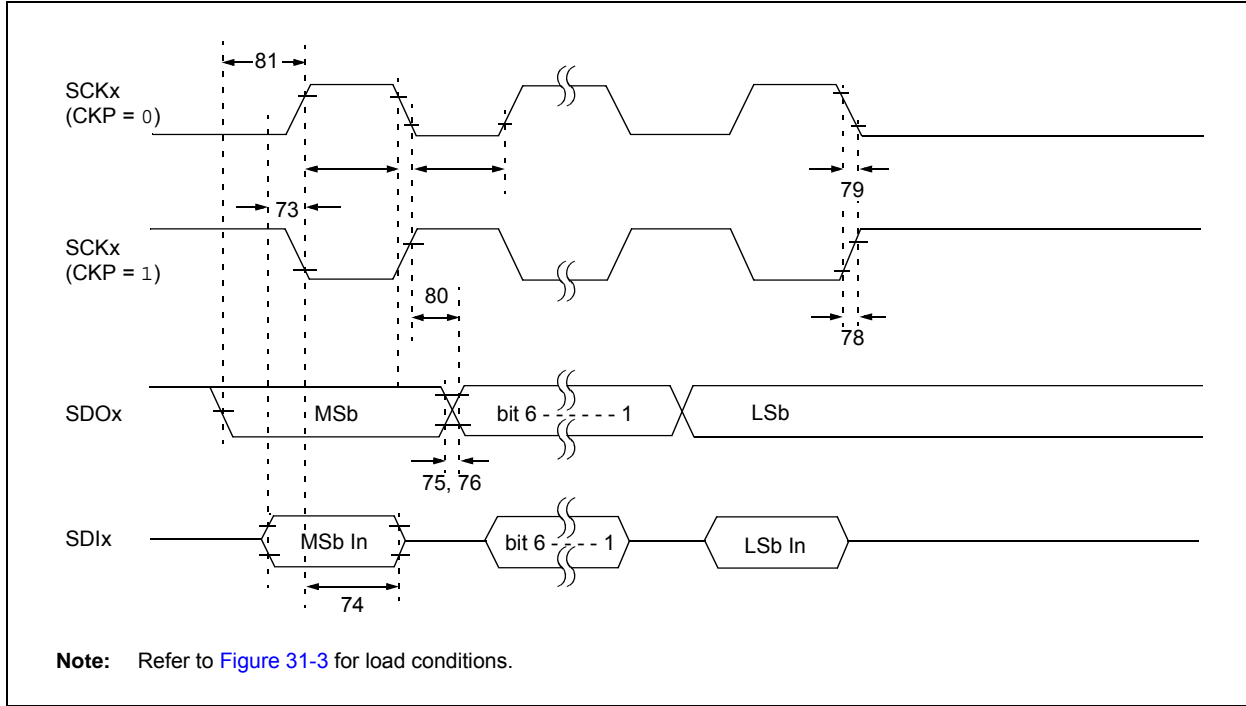 81
SCKx
(CKP = 0)
79
73
SCKx
(CKP = 1)
80
78
SDOx
MSb
bit 6 - - - - - - 1
LSb
75, 76
SDIx
MSb In
bit 6 - - - - 1
LSb In
74
Note: Refer to Figure 31-3 for load conditions.